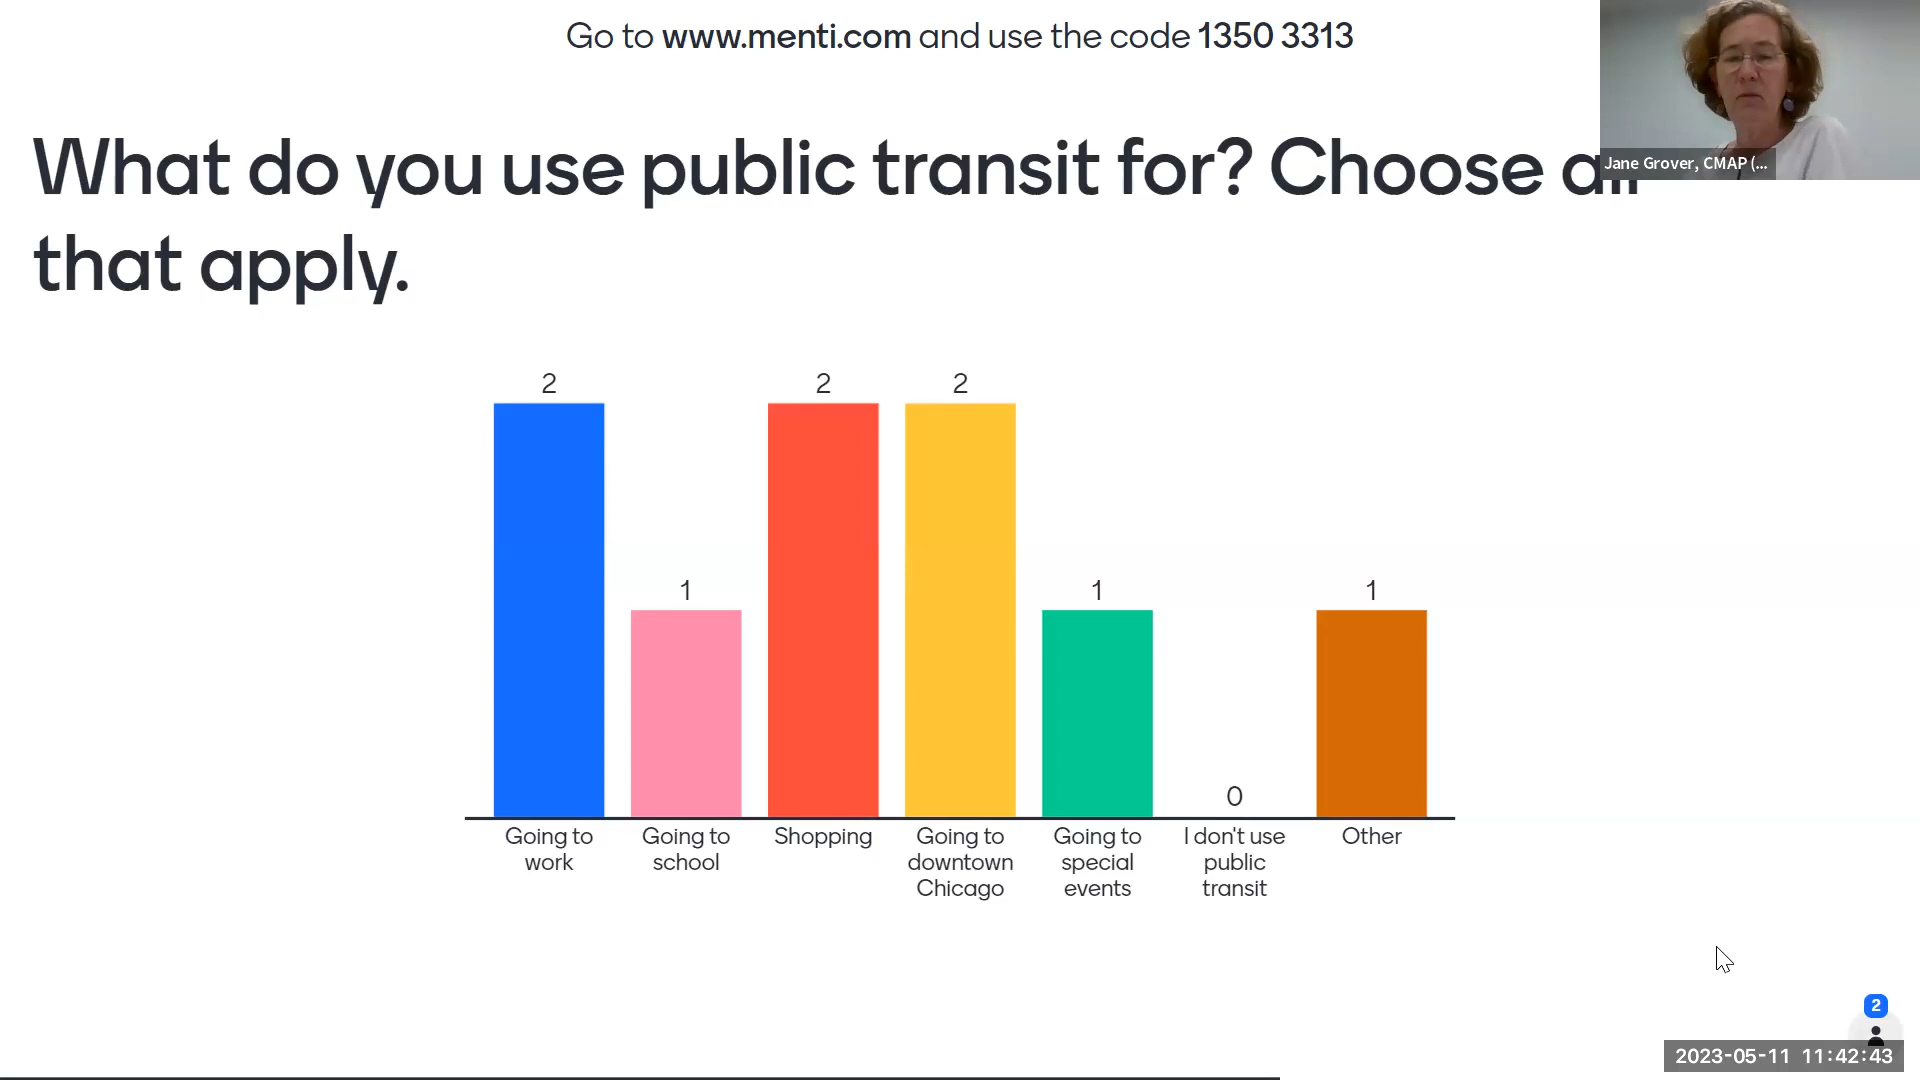 Go to www.menti.com and use the code 1350 3313
Jane Grover, CMAP (...
What do you use public transit for? Choose all
that apply.
2
2
2
1
1
1
0
Going to
work
Going to
school
Shopping
Going to
downtown
Chicago
Going to
special
events
I don't use
public
transit
Other
2
2023-05-11 11:42:43